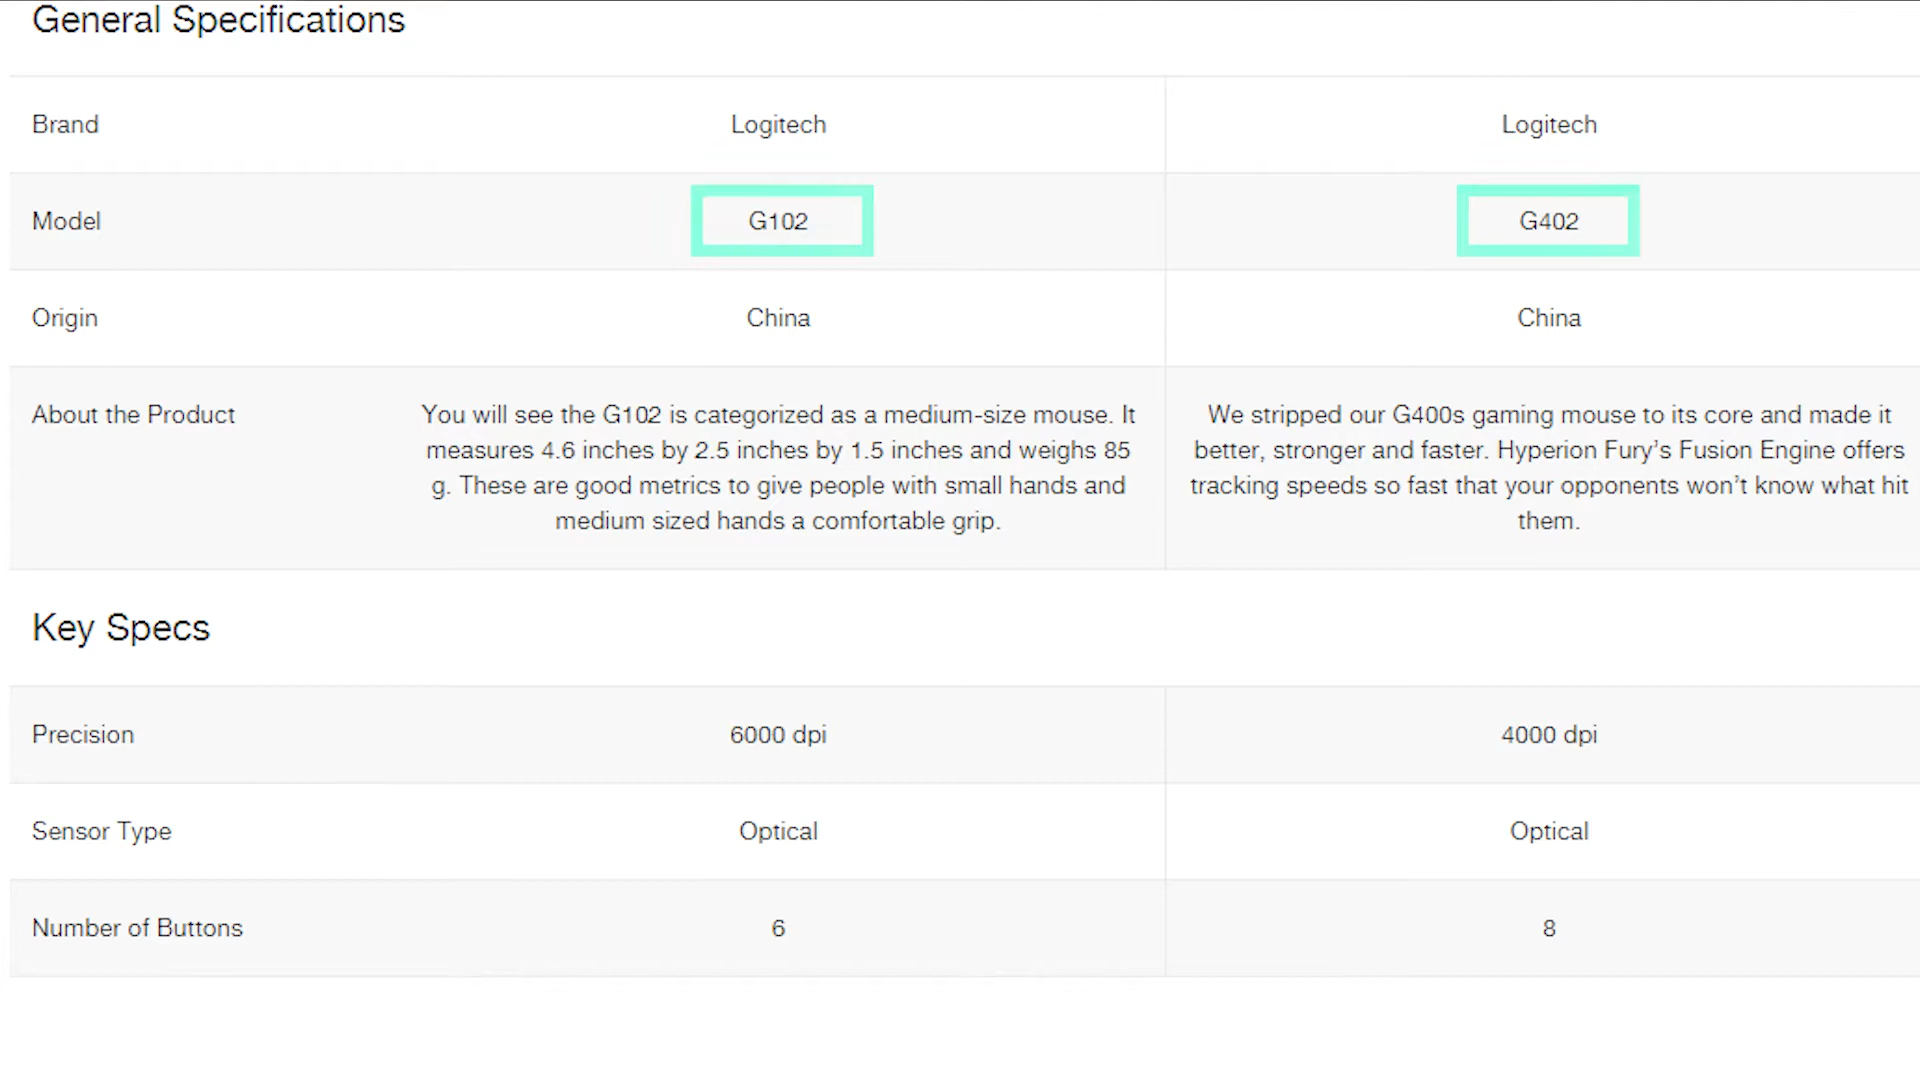 General Specifications
Brand Logitech Logitech
Model G102 G402
Origin China China
About the Product
You will see the G102 is categorized as a medium-size mouse. It
measures 4.6 inches by 2.5 inches by 1.5 inches and weighs 85
g. These are good metrics to give people with small hands and
medium sized hands a comfortable grip.
We stripped our G400s gaming mouse to its core and made it
better, stronger and faster. Hyperion Fury’s Fusion Engine offers
tracking speeds so fast that your opponents won’t know what hit
them.
Key Specs
Precision 6000 dpi 4000 dpi
Sensor Type Optical Optical
Number of Buttons 6 8